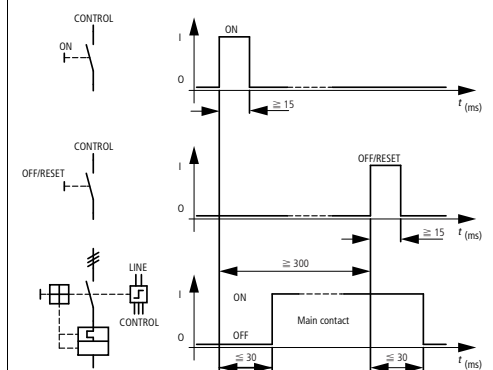 CONTROL
ON
I
ON
O
≧ 15
t (ms)
CONTROL
OFF/RESET
I
OFF/RESET
O
≧ 15
t (ms)
≧ 300
LINE
CONTROL
I
ON
Main contact
O
OFF
≦ 30
≦ 30
t (ms)